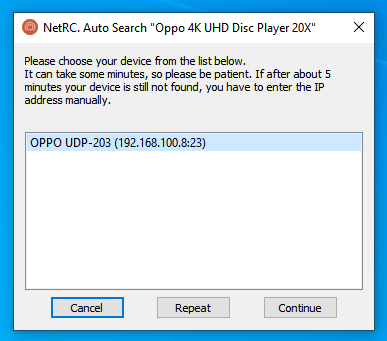 NetRC. Auto Search "Oppo 4K UHD Disc Player 20X"
Please choose your device from the list below.
It can take some minutes, so please be patient. If after about 5
minutes your device is still not found, you have to enter the IP
address manually.
OPPO UDP-203 (192.168.100.8:23)
Cancel
Repeat
Continue